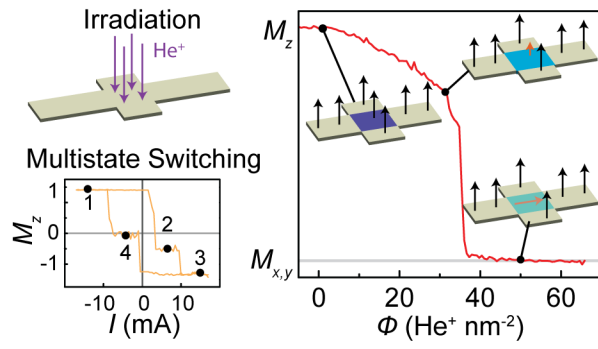 Irradiation
He⁺
Multistate Switching
M_z
1
0
-1
1
2
3
4
-10
0
10
I (mA)
M_z
M_x,y
0
20
40
60
Φ (He⁺ nm⁻²)